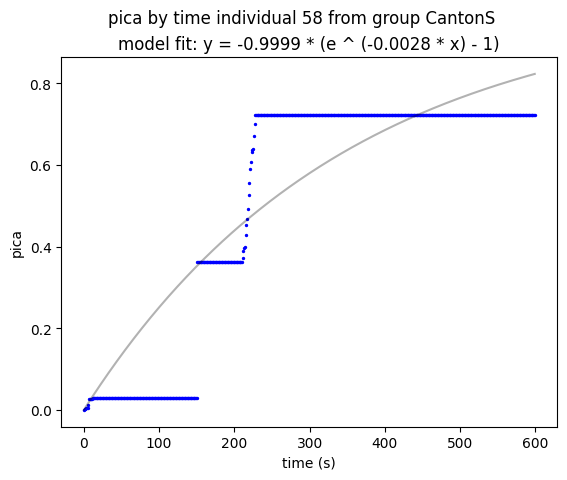 pica by time individual 58 from group CantonS
model fit: y = -0.9999 * (e ^ (-0.0028 * x) - 1)
0.8
0.6
0.4
0.2
0.0
pica
0 100 200 300 400 500 600
time (s)